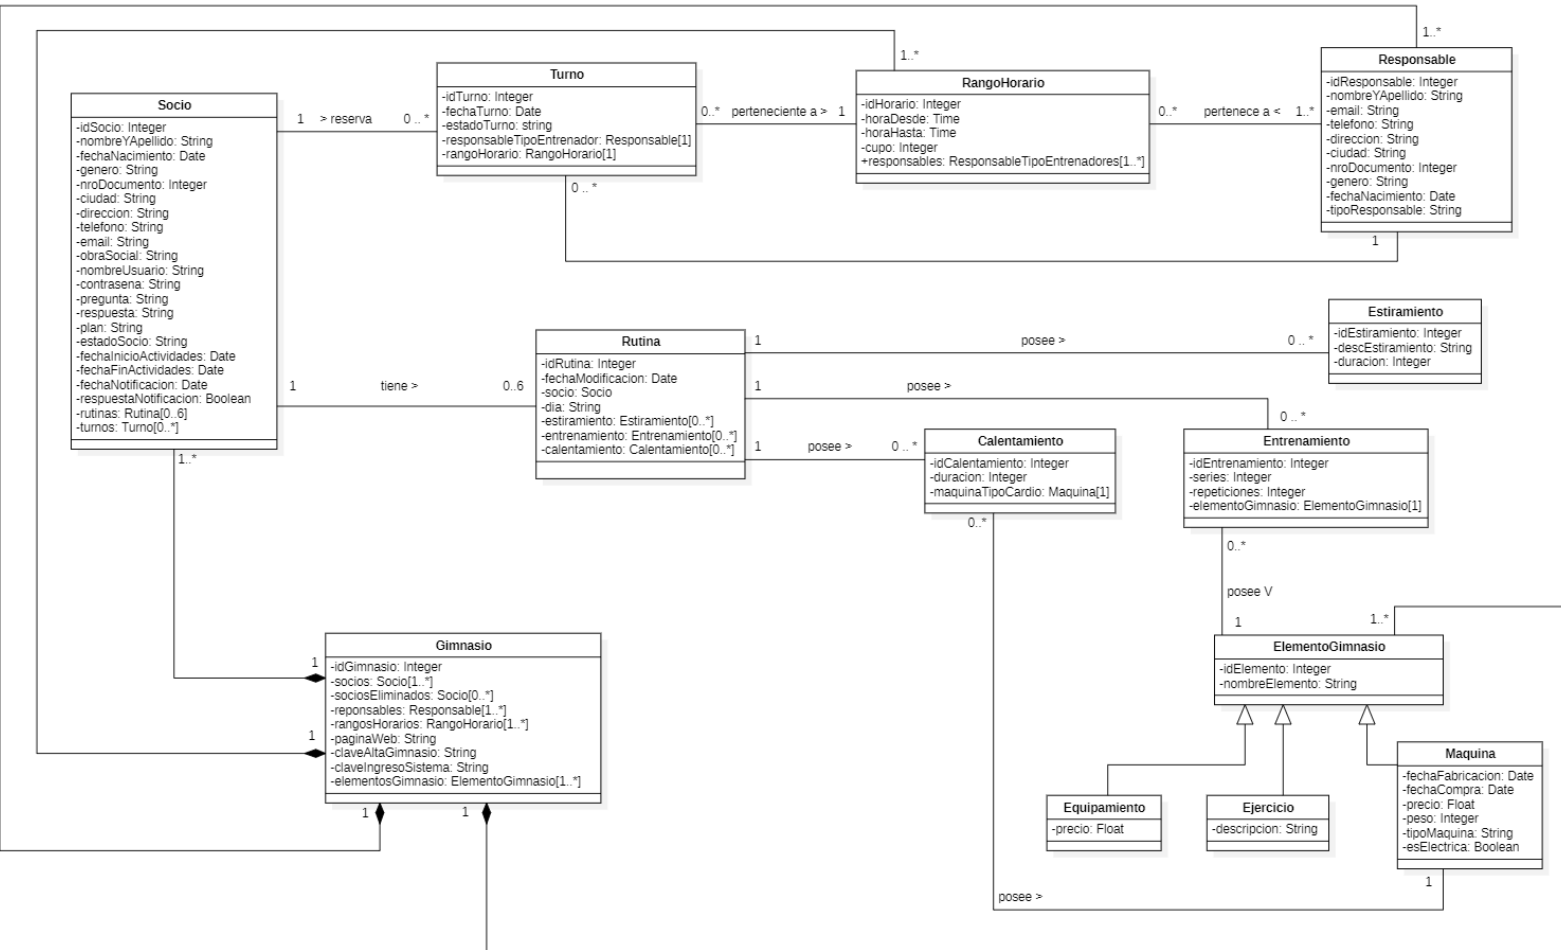 1..*
Responsable
-idResponsable: Integer
-nombreYApellido: String
-email: String
-telefono: String
-direccion: String
-ciudad: String
-nroDocumento: Integer
-genero: String
-fechaNacimiento: Date
-tipoResponsable: String
1
1..*
RangoHorario
-idHorario: Integer
-horaDesde: Time
-horaHasta: Time
-cupo: Integer
+responsables: ResponsableTipoEntrenadores[1..*]
0..* pertenece a < 1..*
Turno
-idTurno: Integer
-fechaTurno: Date
-estadoTurno: string
-responsableTipoEntrenador: Responsable[1]
-rangoHorario: RangoHorario[1]
0..* perteneciente a > 1
0 .. *
Socio
-idSocio: Integer
-nombreYApellido: String
-fechaNacimiento: Date
-genero: String
-nroDocumento: Integer
-ciudad: String
-direccion: String
-telefono: String
-email: String
-obraSocial: String
-nombreUsuario: String
-contrasena: String
-pregunta: String
-respuesta: String
-plan: String
-estadoSocio: String
-fechaInicioActividades: Date
-fechaFinActividades: Date
-fechaNotificacion: Date
-respuestaNotificacion: Boolean
-rutinas: Rutina[0..6]
-turnos: Turno[0..*]
1 > reserva 0 .. *
1 tiene > 0..6
1..*
Rutina
-idRutina: Integer
-fechaModificacion: Date
-socio: Socio
-dia: String
-estiramiento: Estiramiento[0..*]
-entrenamiento: Entrenamiento[0..*]
-calentamiento: Calentamiento[0..*]
1 posee > 0 .. *
1 posee >
0 .. *
1 posee > 0 .. *
Estiramiento
-idEstiramiento: Integer
-descEstiramiento: String
-duracion: Integer
Calentamiento
-idCalentamiento: Integer
-duracion: Integer
-maquinaTipoCardio: Maquina[1]
0..*
Entrenamiento
-idEntrenamiento: Integer
-series: Integer
-repeticiones: Integer
-elementoGimnasio: ElementoGimnasio[1]
0..*
posee V
1
1..*
ElementoGimnasio
-idElemento: Integer
-nombreElemento: String
Gimnasio
-idGimnasio: Integer
-socios: Socio[1..*]
-sociosEliminados: Socio[0..*]
-reponsables: Responsable[1..*]
-rangosHorarios: RangoHorario[1..*]
-paginaWeb: String
-claveAltaGimnasio: String
-claveIngresoSistema: String
-elementosGimnasio: ElementoGimnasio[1..*]
1
1
1
1
Equipamiento
-precio: Float
Ejercicio
-descripcion: String
Maquina
-fechaFabricacion: Date
-fechaCompra: Date
-precio: Float
-peso: Integer
-tipoMaquina: String
-esElectrica: Boolean
1
posee >